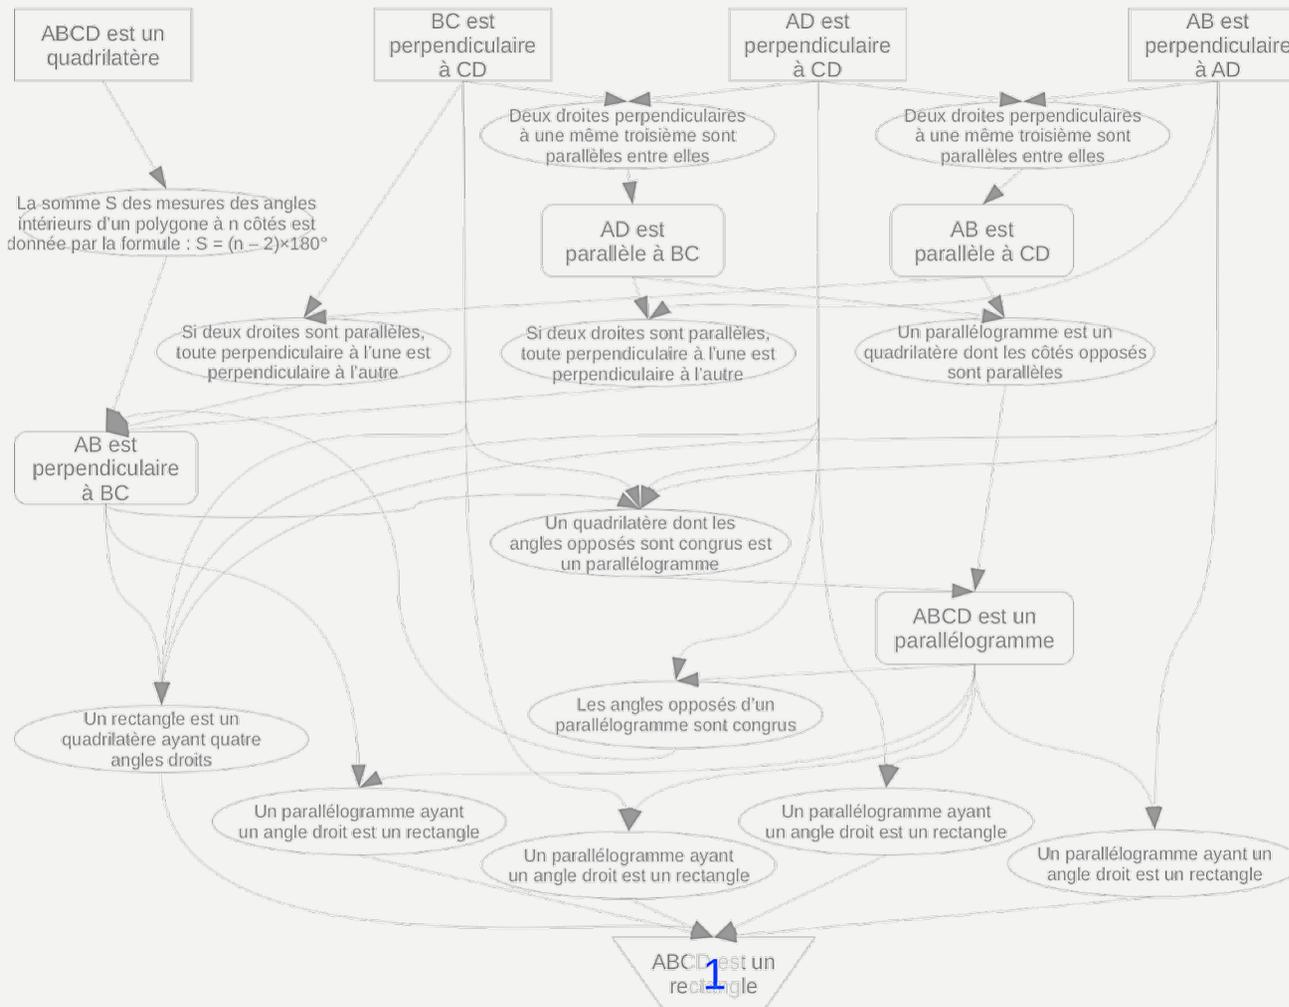 ABCD est un
quadrilatère
BC est
perpendiculaire
à CD
AD est
perpendiculaire
à CD
AB est
perpendiculaire
à AD
Deux droites perpendiculaires
à une même troisième sont
parallèles entre elles
Deux droites perpendiculaires
à une même troisième sont
parallèles entre elles
La somme S des mesures des angles
intérieurs d'un polygone à n côtés est
donnée par la formule : S = (n – 2)×180°
AD est
parallèle à BC
AB est
parallèle à CD
Si deux droites sont parallèles,
toute perpendiculaire à l'une est
perpendiculaire à l'autre
Si deux droites sont parallèles,
toute perpendiculaire à l'une est
perpendiculaire à l'autre
Un parallélogramme est un
quadrilatère dont les côtés opposés
sont parallèles
AB est
perpendiculaire
à BC
Un quadrilatère dont les
angles opposés sont congrus est
un parallélogramme
ABCD est un
parallélogramme
Les angles opposés d'un
parallélogramme sont congrus
Un rectangle est un
quadrilatère ayant quatre
angles droits
Un parallélogramme ayant
un angle droit est un rectangle
Un parallélogramme ayant
un angle droit est un rectangle
Un parallélogramme ayant
un angle droit est un rectangle
Un parallélogramme ayant un
angle droit est un rectangle
ABCD est un
rectangle
1